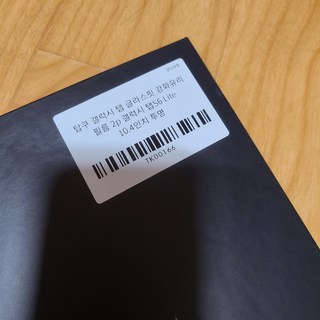 탑쿠 갤럭시 탭 글라스핏 강화유리
필름 2p 갤럭시 탭S6 Lite
10.4인치 투명
TK00166